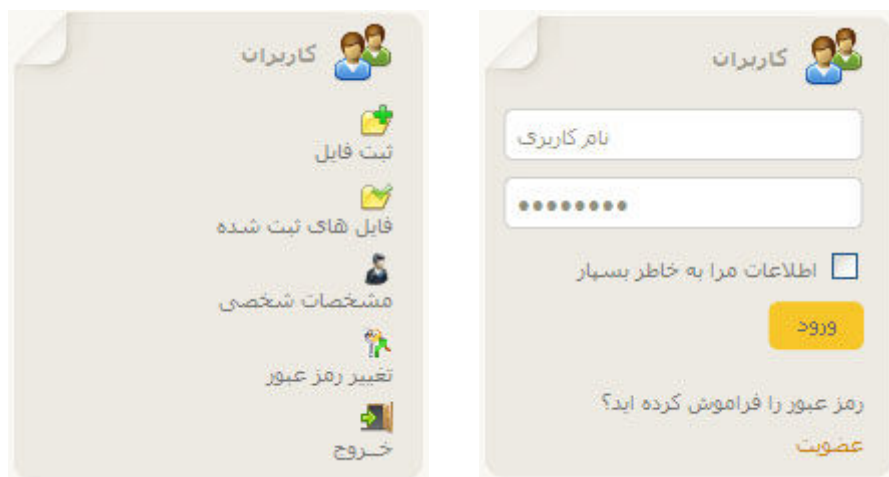 کاربران
نام کاربری
••••••••
اطلاعات مرا به خاطر بسپار
ورود
رمز عبور را فراموش کرده اید؟
عضویت
کاربران
ثبت فایل
فایل های ثبت شده
مشخصات شخصی
تغییر رمز عبور
خــروج